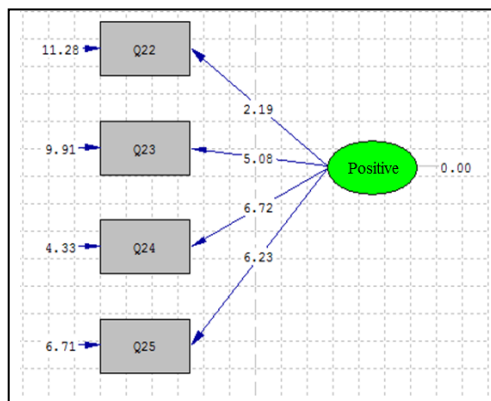 11.28
Q22
2.19
9.91
Q23
5.08
Positive
0.00
6.72
4.33
Q24
6.23
6.71
Q25